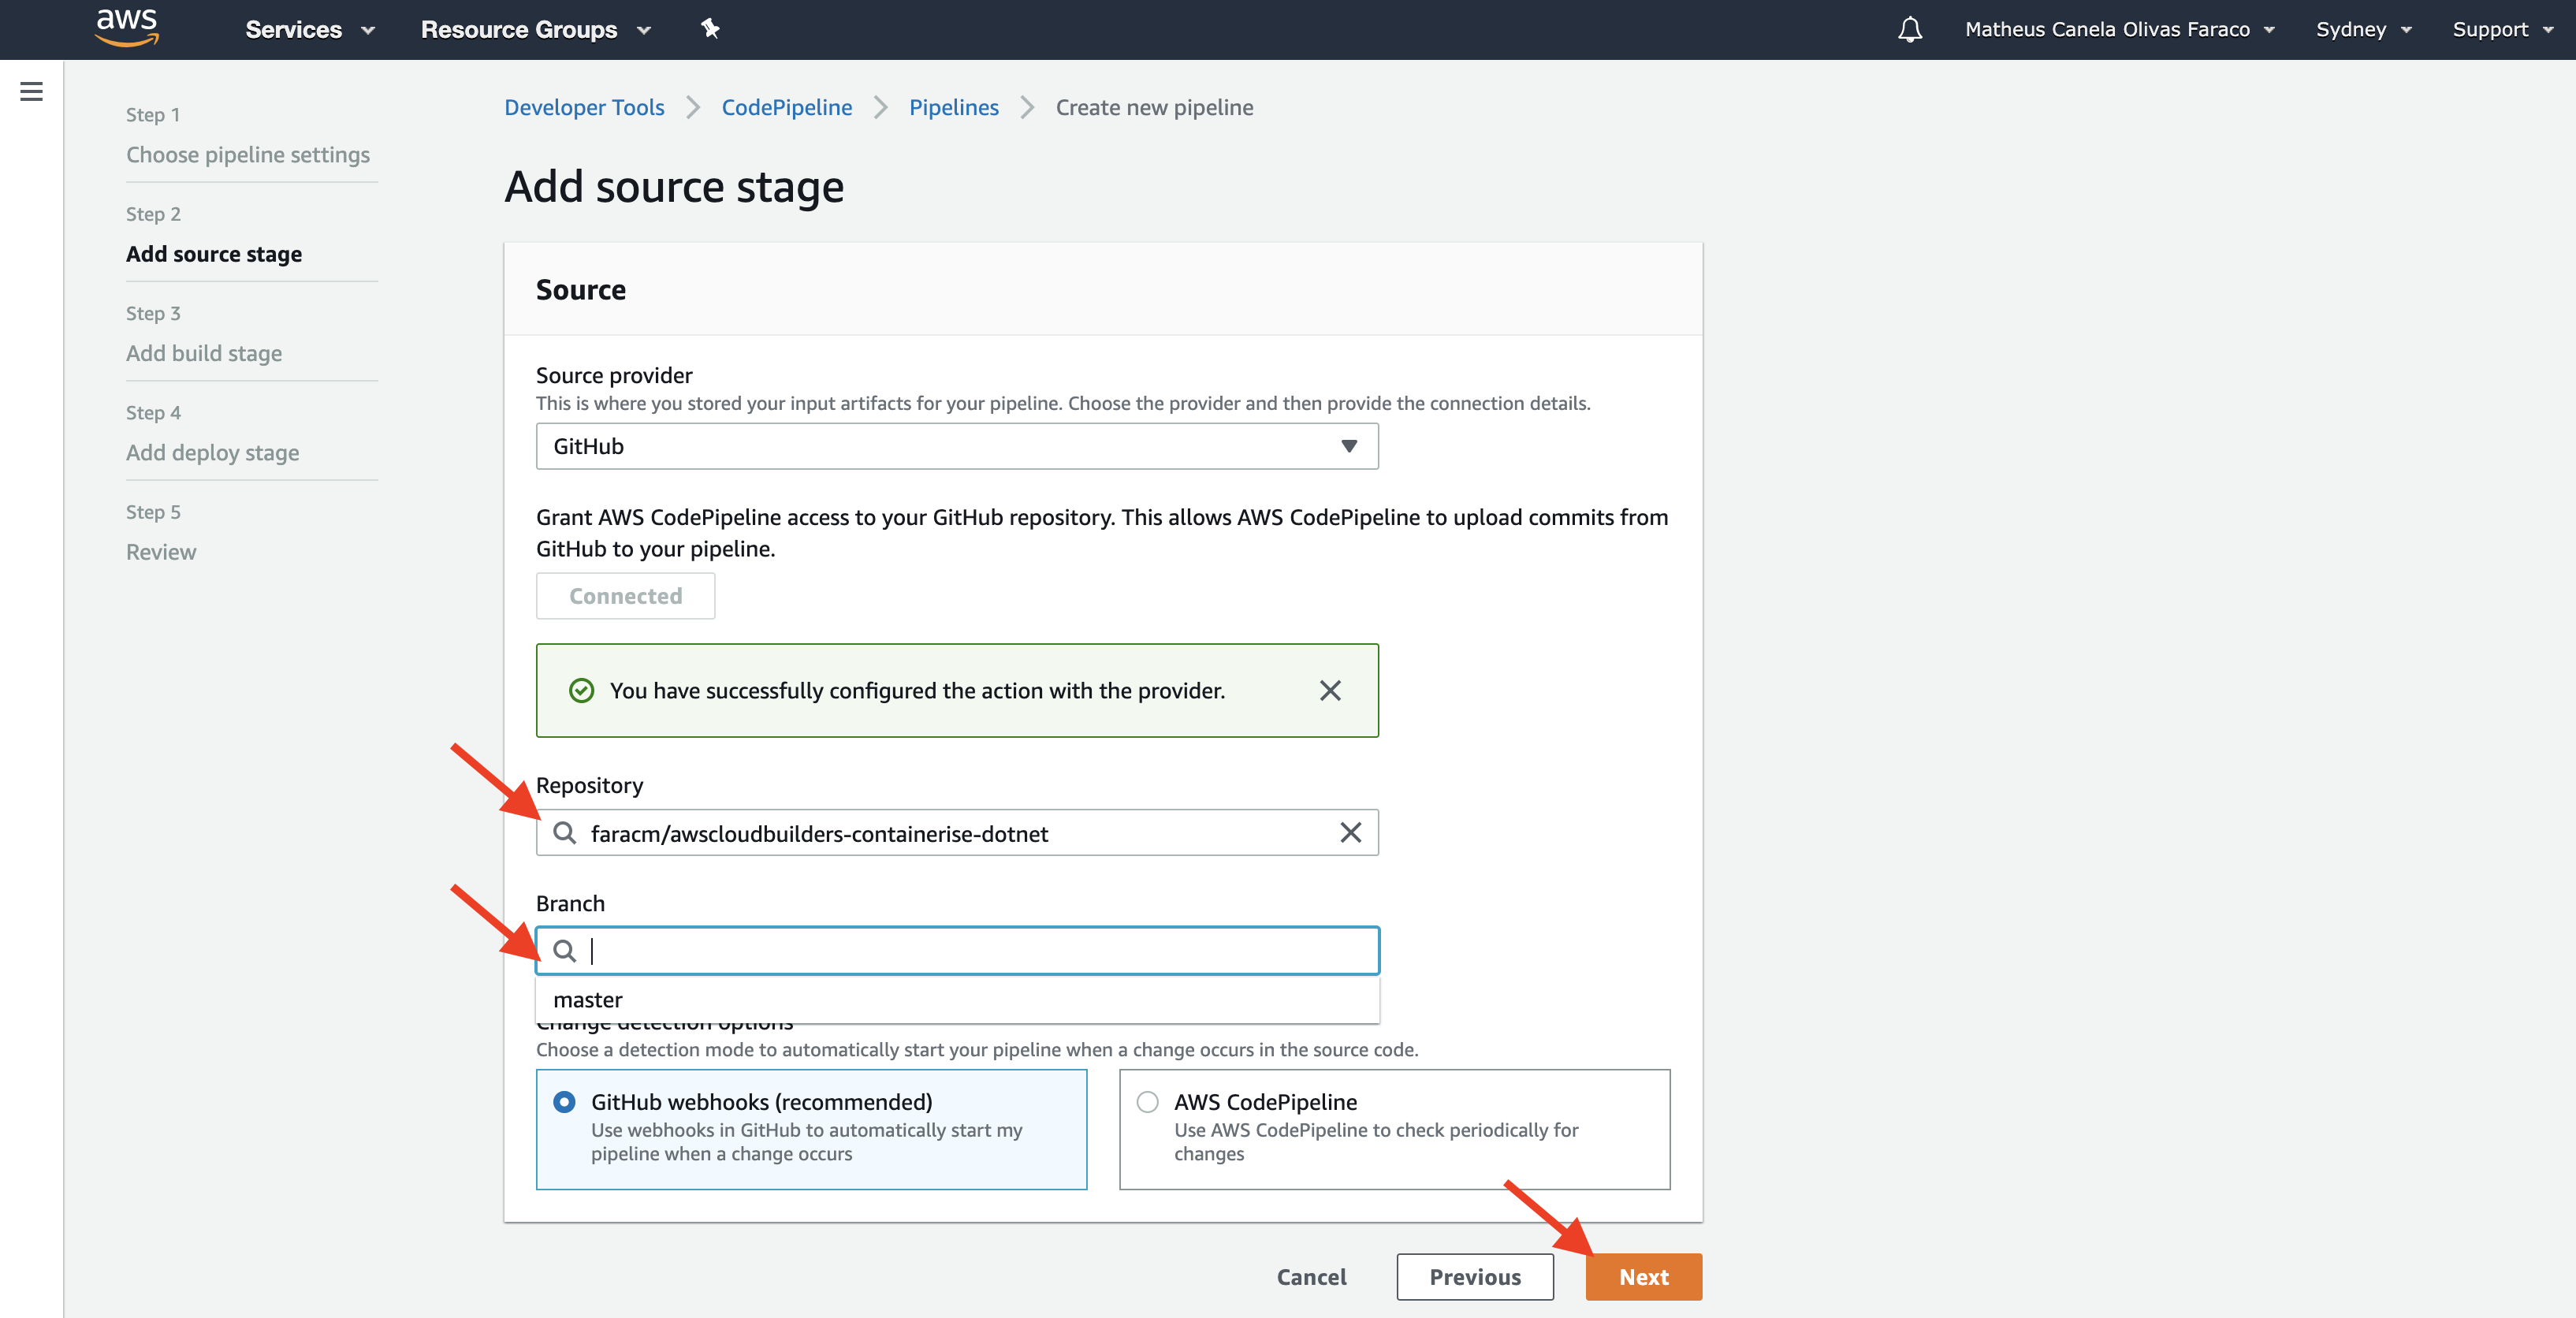 aws
Services
Resource Groups
Matheus Canela Olivas Faraco
Sydney
Support
Step 1
Choose pipeline settings
Step 2
Add source stage
Step 3
Add build stage
Step 4
Add deploy stage
Step 5
Review
Developer Tools
CodePipeline
Pipelines
Create new pipeline
Add source stage
Source
Source provider
This is where you stored your input artifacts for your pipeline. Choose the provider and then provide the connection details.
GitHub
Grant AWS CodePipeline access to your GitHub repository. This allows AWS CodePipeline to upload commits from
GitHub to your pipeline.
Connected
You have successfully configured the action with the provider.
Repository
faracm/awscloudbuilders-containerise-dotnet
Branch
master
Change detection options
Choose a detection mode to automatically start your pipeline when a change occurs in the source code.
GitHub webhooks (recommended)
Use webhooks in GitHub to automatically start my
pipeline when a change occurs
AWS CodePipeline
Use AWS CodePipeline to check periodically for
changes
Cancel
Previous
Next